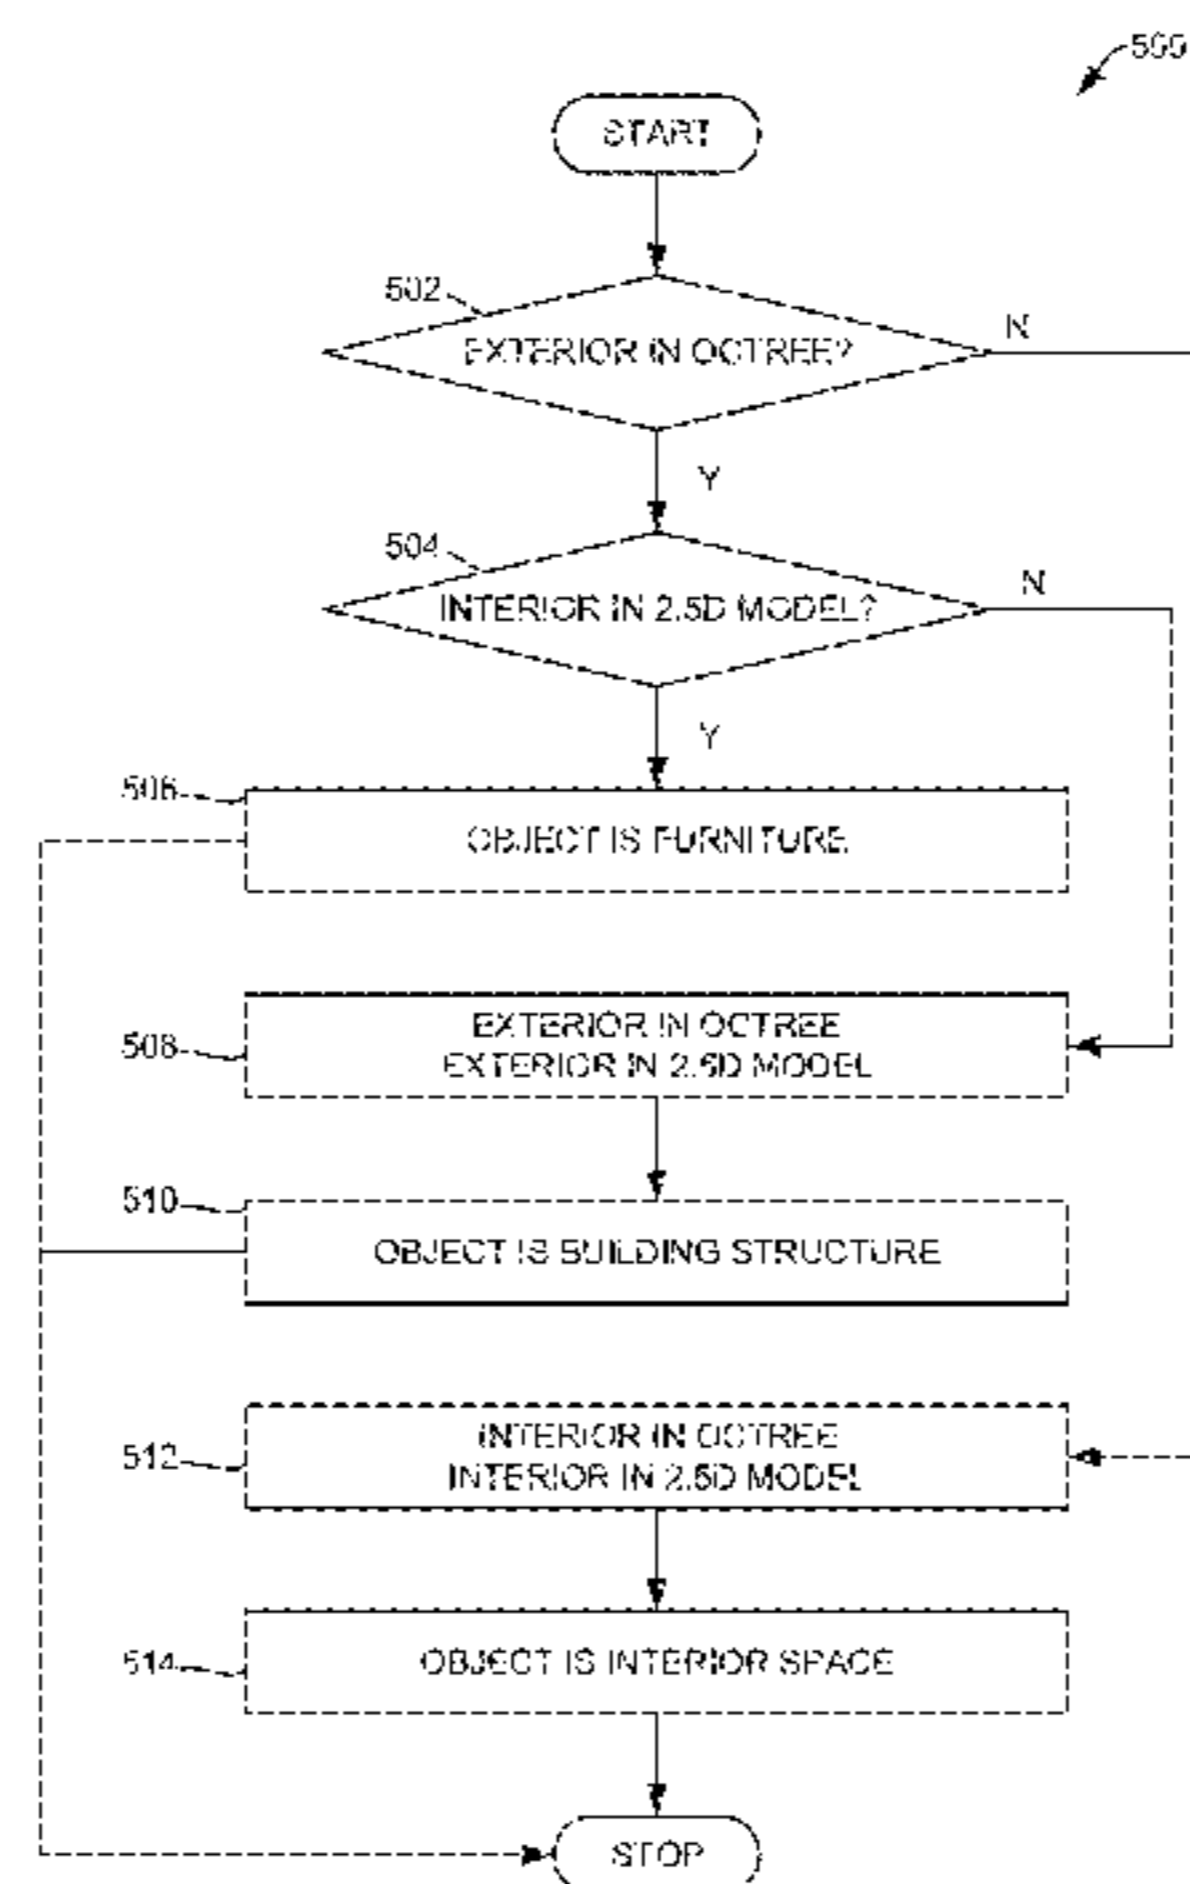 500
START
502
EXTERIOR IN OCTREE?
N
Y
504
INTERIOR IN 2.5D MODEL?
N
Y
506
OBJECT IS FURNITURE
508
EXTERIOR IN OCTREE
EXTERIOR IN 2.5D MODEL
510
OBJECT IS BUILDING STRUCTURE
512
INTERIOR IN OCTREE
INTERIOR IN 2.5D MODEL
514
OBJECT IS INTERIOR SPACE
STOP